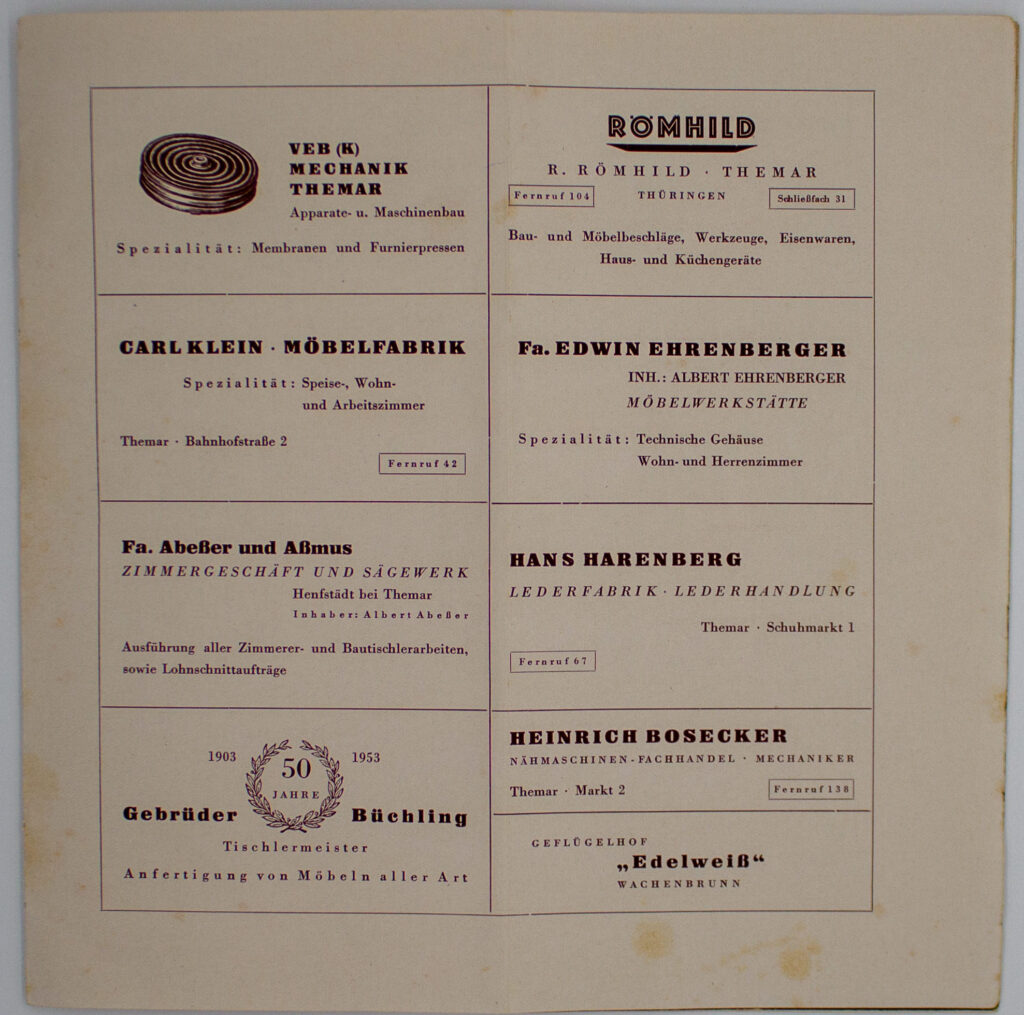 VEB (K)
MECHANIK
THEMAR
Apparate- u. Maschinenbau
Spezialität: Membranen und Furnierpressen
CARL KLEIN · MÖBELFABRIK
Spezialität: Speise-, Wohn-
und Arbeitszimmer
Themar · Bahnhofstraße 2
Fernruf 42
Fa. Abeßer und Aßmus
ZIMMERGESCHÄFT UND SÄGEWERK
Henfstädt bei Themar
Inhaber: Albert Abeßer
Ausführung aller Zimmerer- und Bautischlerarbeiten,
sowie Lohnschnittaufträge
1903 50 1953
JAHRE
Gebrüder Büchling
Tischlermeister
Anfertigung von Möbeln aller Art
RÖMHILD
R. RÖMHILD · THEMAR
Fernruf 104 THÜRINGEN Schließfach 31
Bau- und Möbelbeschläge, Werkzeuge, Eisenwaren,
Haus- und Küchengeräte
Fa. EDWIN EHRENBERGER
INH.: ALBERT EHRENBERGER
MÖBELWERKSTÄTTE
Spezialität: Technische Gehäuse
Wohn- und Herrenzimmer
HANS HARENBERG
LEDERFABRIK · LEDERHANDLUNG
Themar · Schuhmarkt 1
Fernruf 67
HEINRICH BOSECKER
NÄHMASCHINEN-FACHHANDEL · MECHANIKER
Themar · Markt 2 Fernruf 138
GEFLÜGELHOF
„Edelweiß“
WACHENBRUNN